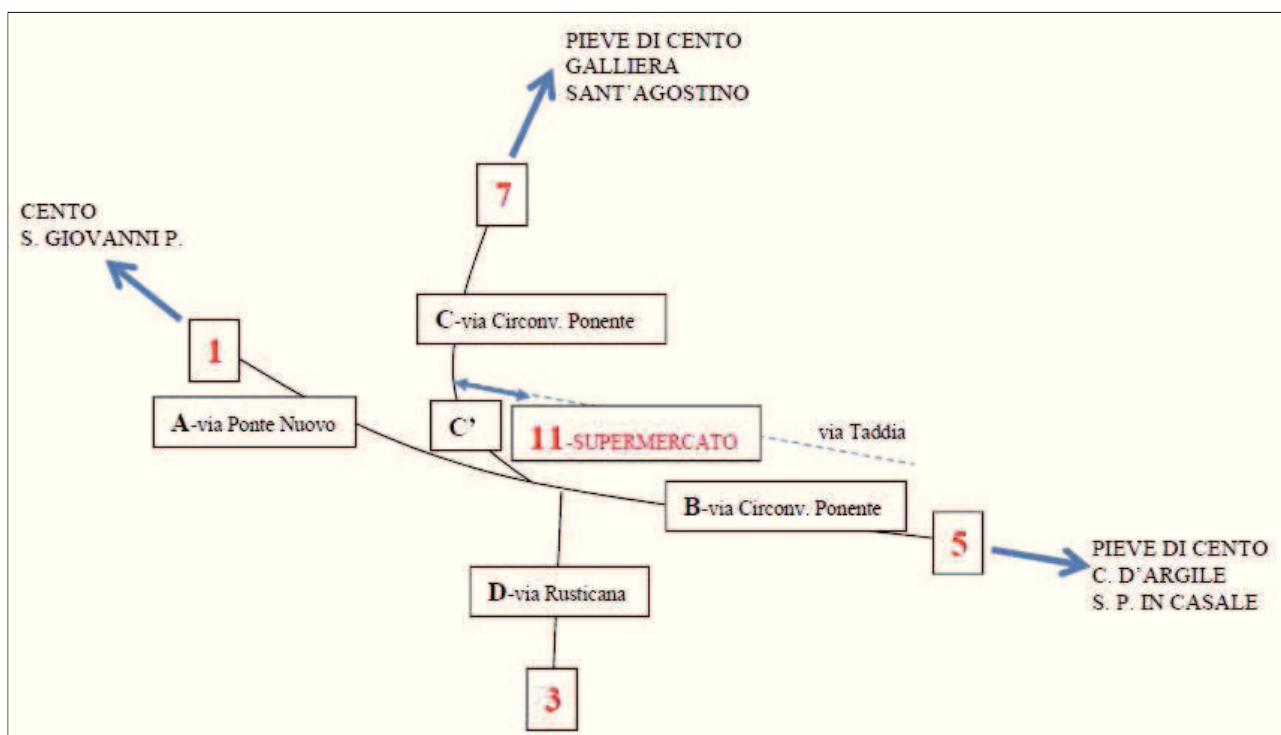 PIEVE DI CENTO
GALLIERA
SANT'AGOSTINO
7
CENTO
S. GIOVANNI P.
C-via Circonv. Ponente
1
A-via Ponte Nuovo
C'
11-SUPERMERCATO
via Taddia
B-via Circonv. Ponente
5
PIEVE DI CENTO
C. D'ARGILE
S. P. IN CASALE
D-via Rusticana
3